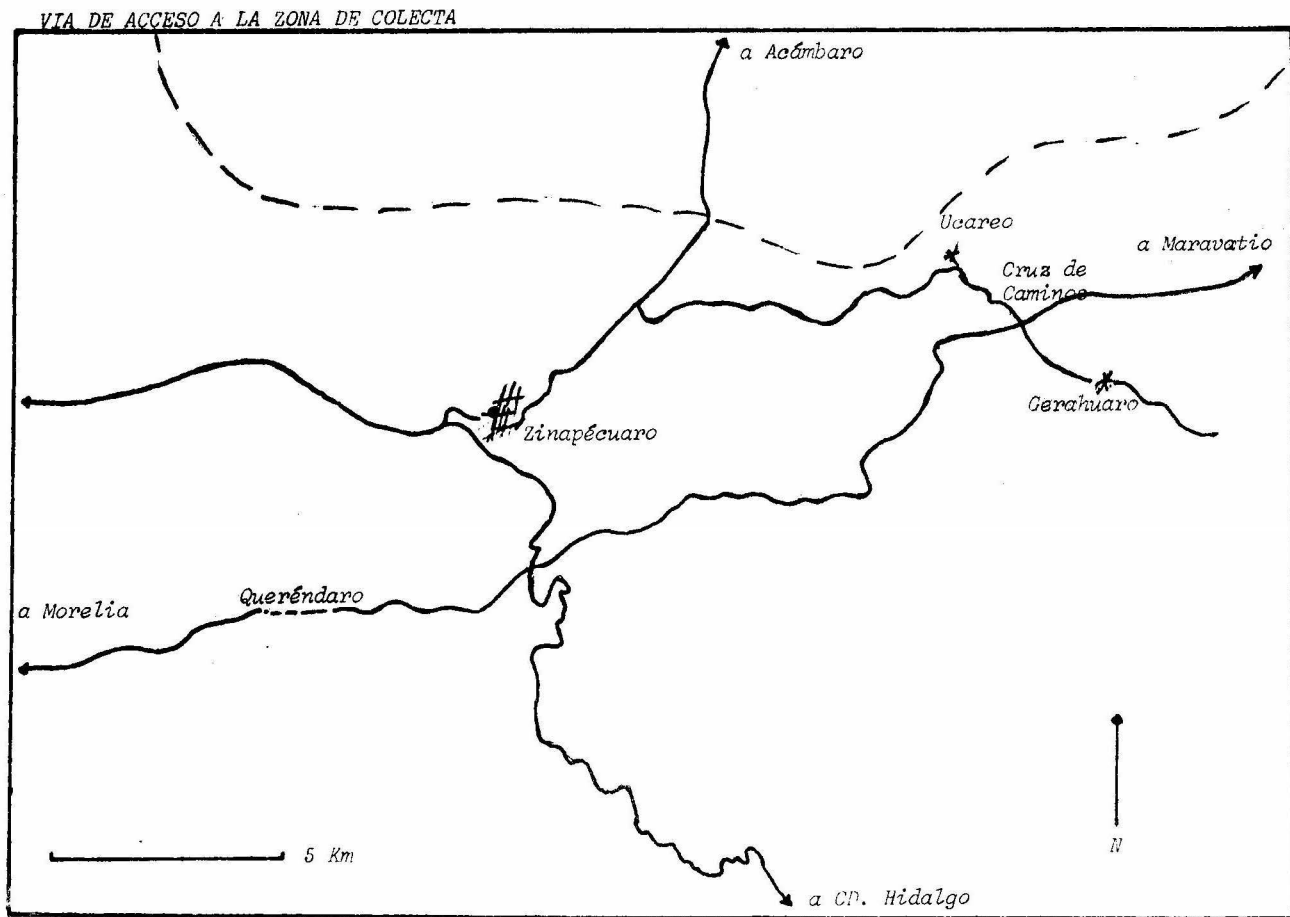 VIA DE ACCESO A LA ZONA DE COLECTA
a Acámbaro
Ucareo
a Maravatio
Cruz de
Caminos
Gerahuaro
Zinapécuaro
Queréndaro
a Morelia
5 Km
N
a CD. Hidalgo